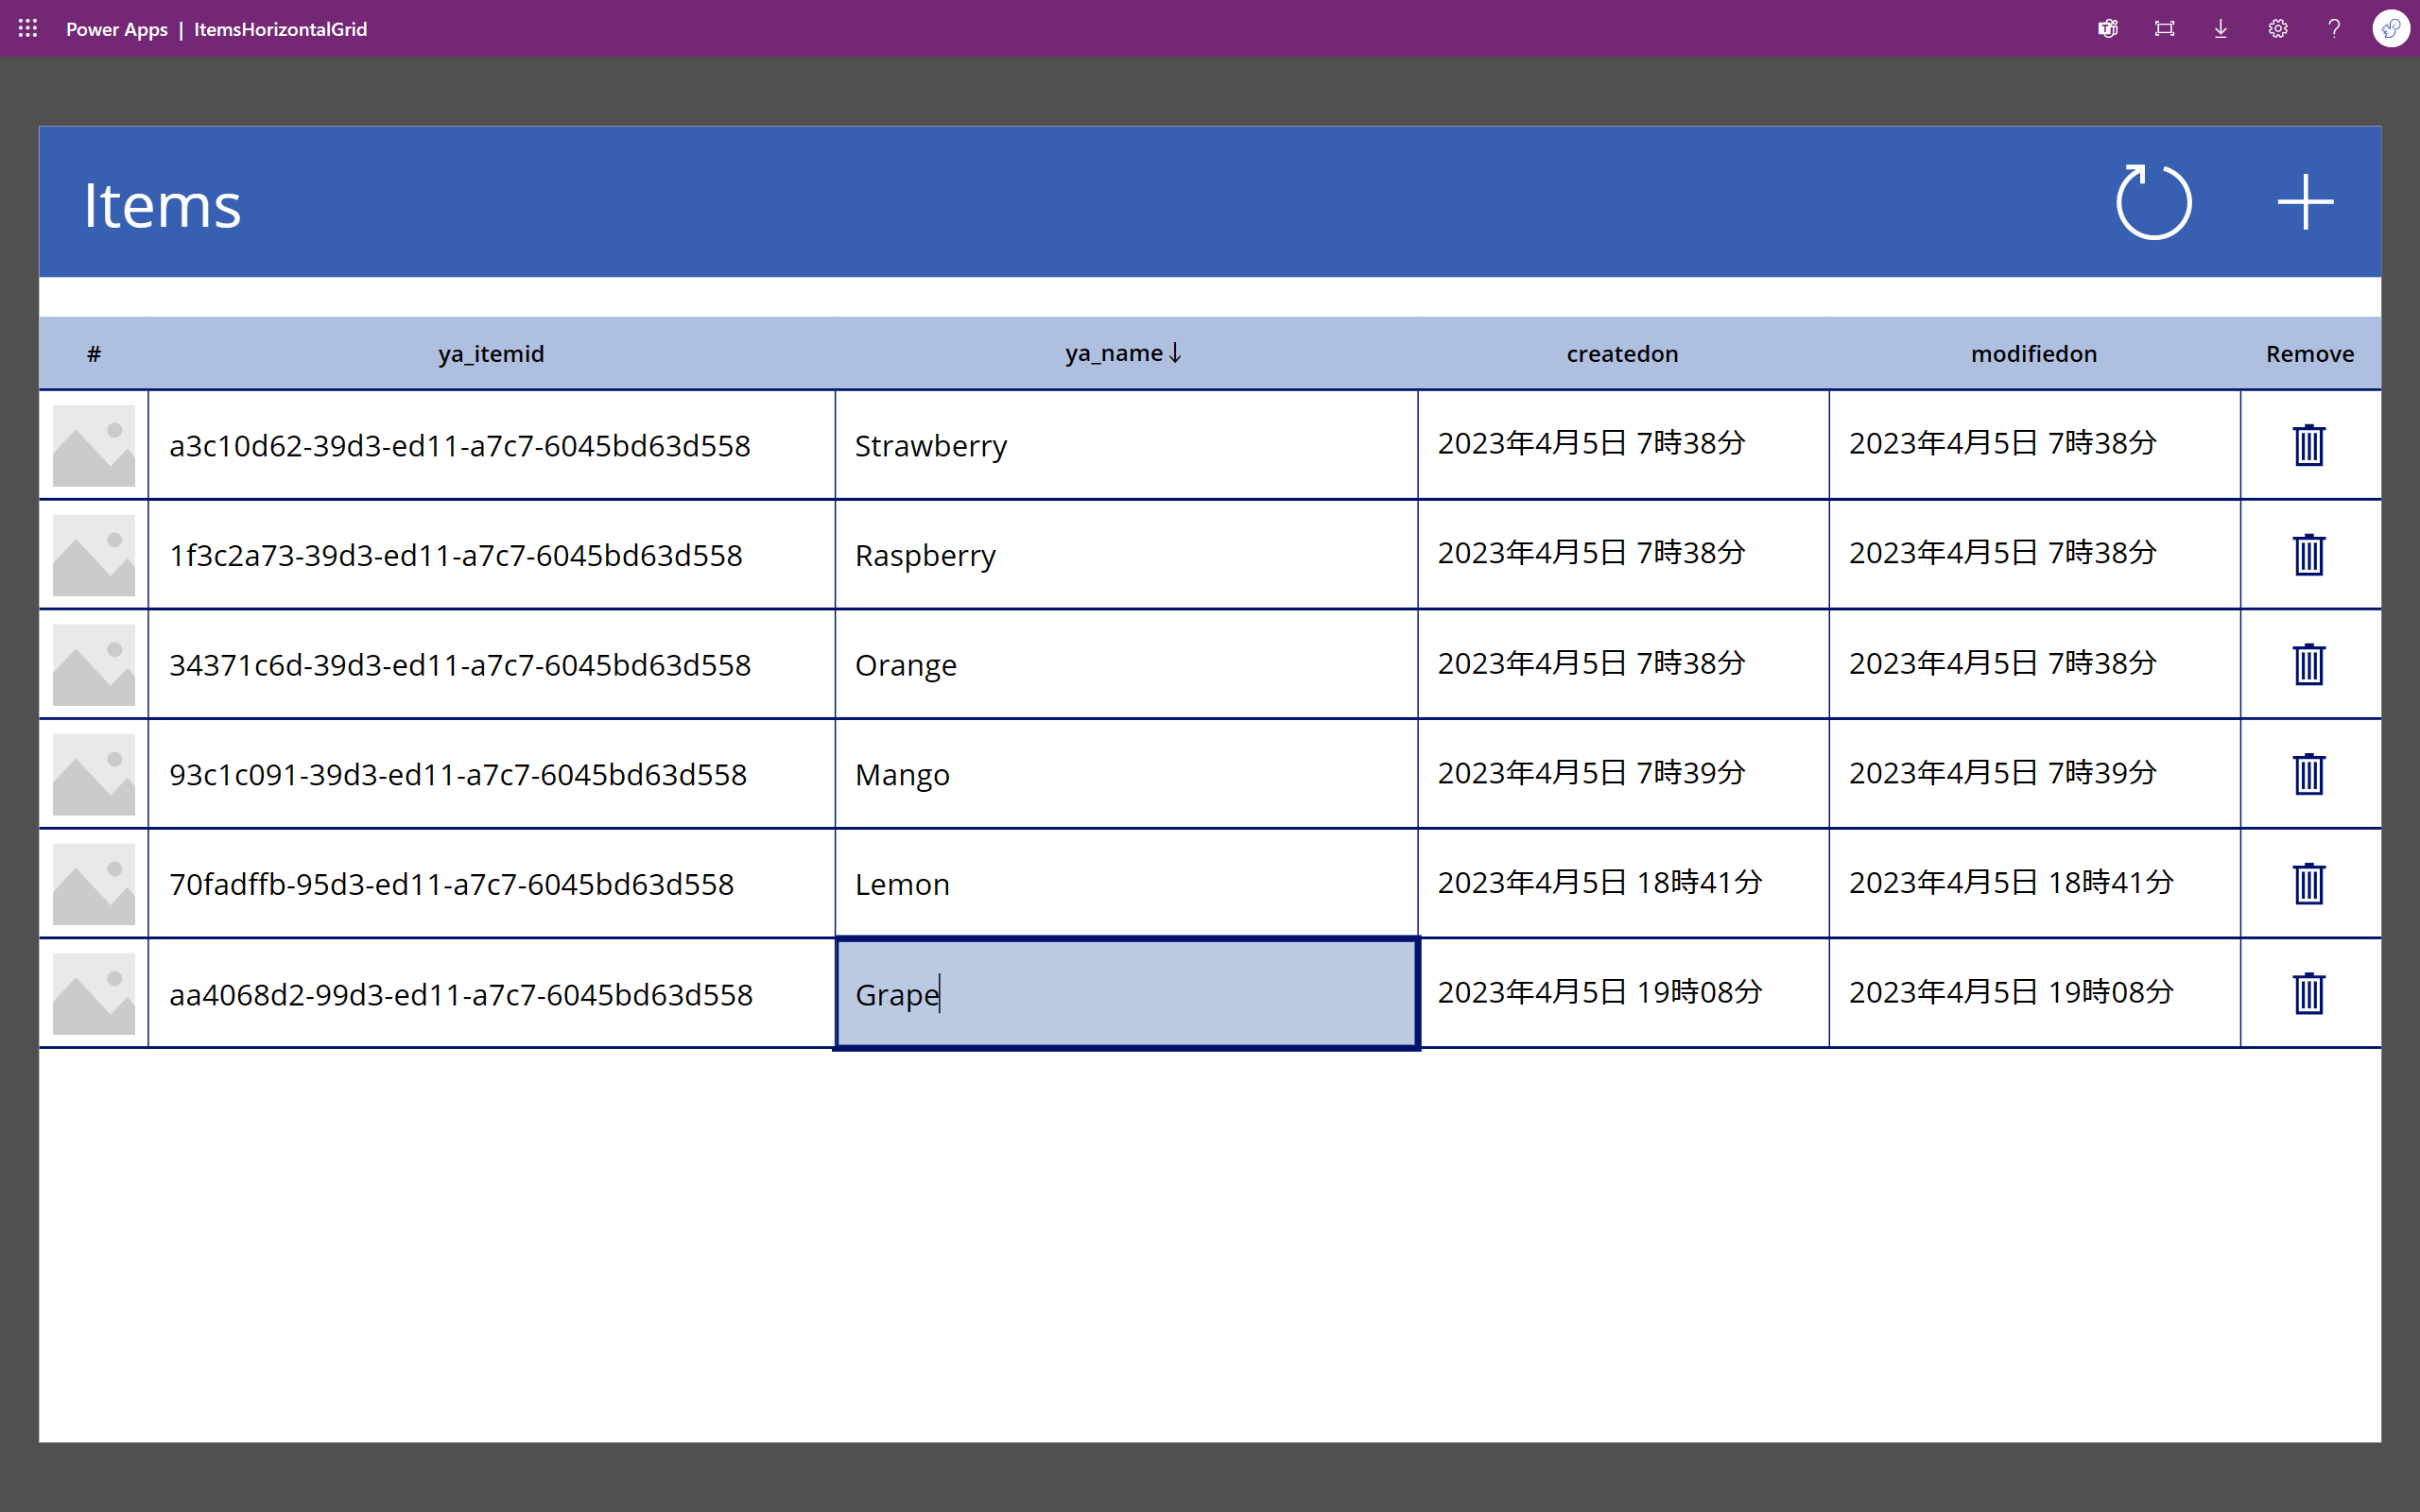 Power Apps | ItemsHorizontalGrid
Items
# ya_itemid ya_name↓ createdon modifiedon Remove
a3c10d62-39d3-ed11-a7c7-6045bd63d558 Strawberry 2023年4月5日 7時38分 2023年4月5日 7時38分
1f3c2a73-39d3-ed11-a7c7-6045bd63d558 Raspberry 2023年4月5日 7時38分 2023年4月5日 7時38分
34371c6d-39d3-ed11-a7c7-6045bd63d558 Orange 2023年4月5日 7時38分 2023年4月5日 7時38分
93c1c091-39d3-ed11-a7c7-6045bd63d558 Mango 2023年4月5日 7時39分 2023年4月5日 7時39分
70fadffb-95d3-ed11-a7c7-6045bd63d558 Lemon 2023年4月5日 18時41分 2023年4月5日 18時41分
aa4068d2-99d3-ed11-a7c7-6045bd63d558 Grape 2023年4月5日 19時08分 2023年4月5日 19時08分